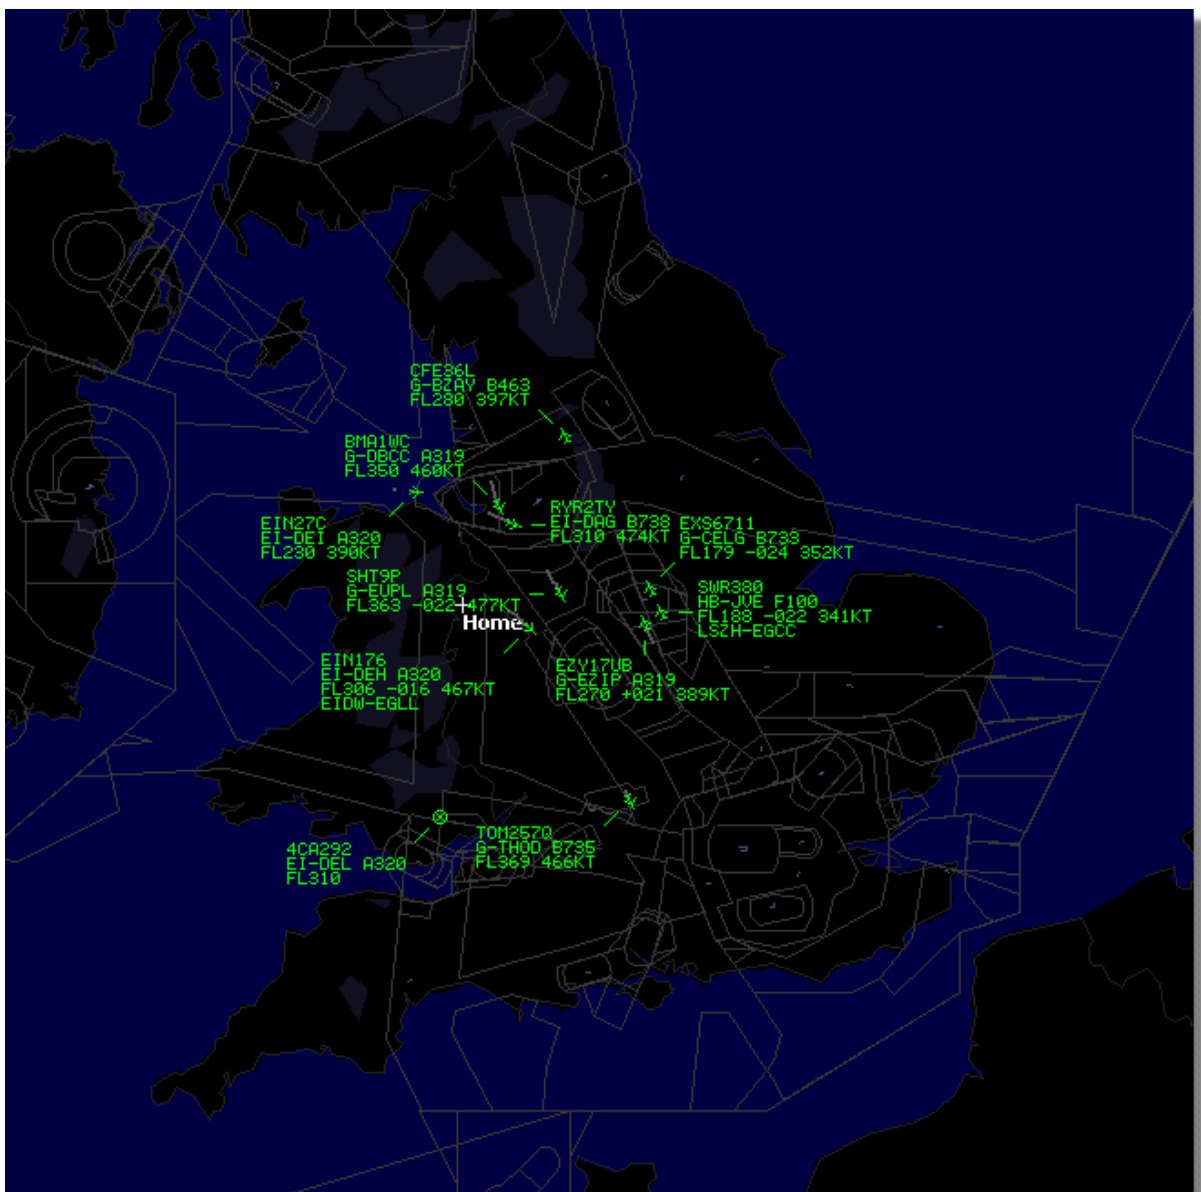 CFE36L
G-BZAY B463
FL280 397KT
BMA1WC
G-DBCC A319
FL350 460KT
RYR2TY
EI-DAG B738
FL310 474KT
EXS6711
G-CELG B733
FL179 -024 352KT
EIN27C
EI-DEI A320
FL230 390KT
SHT9P
G-EUPL A319
FL363 -022 477KT
Home
SWR380
HB-JVE F100
FL188 -022 341KT
LSZH-EGCC
EIN176
EI-DEH A320
FL306 -016 467KT
EIDW-EGLL
EZY17UB
G-EZIP A319
FL270 +021 389KT
TOM257Q
G-THOD B735
FL369 466KT
4CA292
EI-DEL A320
FL310